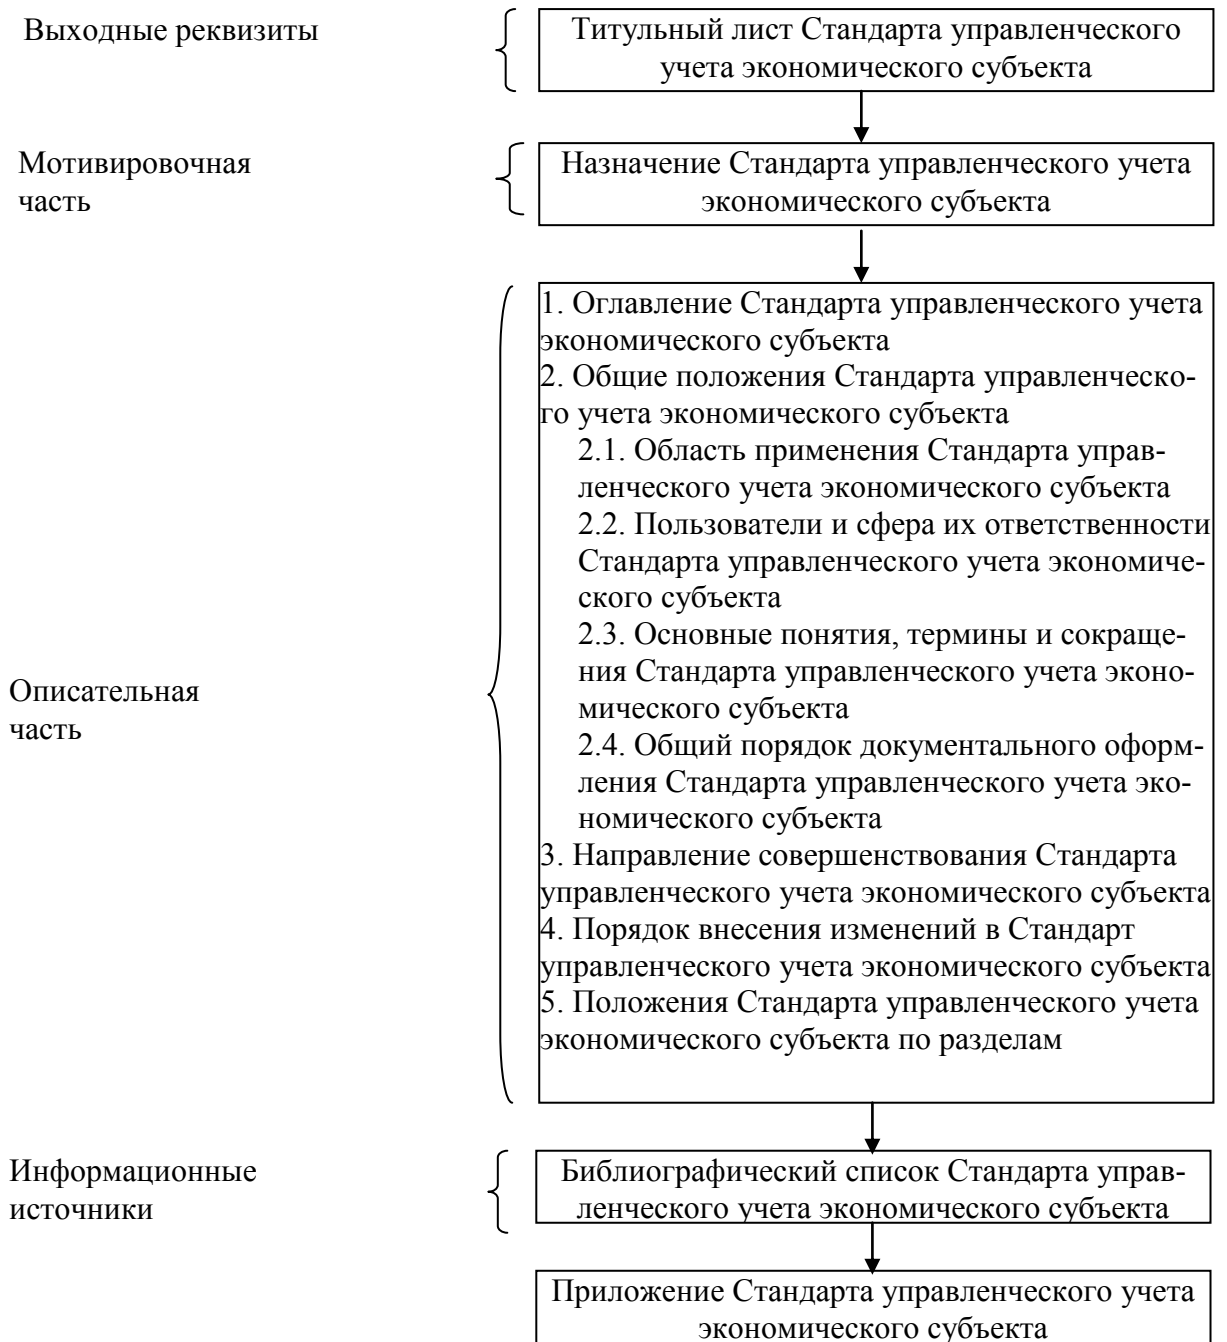 Выходные реквизиты
Титульный лист Стандарта управленческого
учета экономического субъекта
Мотивировочная
часть
Назначение Стандарта управленческого учета
экономического субъекта
Описательная
часть
1. Оглавление Стандарта управленческого учета
экономического субъекта
2. Общие положения Стандарта управленческо-
го учета экономического субъекта
2.1. Область применения Стандарта управ-
ленческого учета экономического субъекта
2.2. Пользователи и сфера их ответственности
Стандарта управленческого учета экономиче-
ского субъекта
2.3. Основные понятия, термины и сокраще-
ния Стандарта управленческого учета эконо-
мического субъекта
2.4. Общий порядок документального оформ-
ления Стандарта управленческого учета эко-
номического субъекта
3. Направление совершенствования Стандарта
управленческого учета экономического субъекта
4. Порядок внесения изменений в Стандарт
управленческого учета экономического субъекта
5. Положения Стандарта управленческого учета
экономического субъекта по разделам
Информационные
источники
Библиографический список Стандарта управ-
ленческого учета экономического субъекта
Приложение Стандарта управленческого учета
экономического субъекта